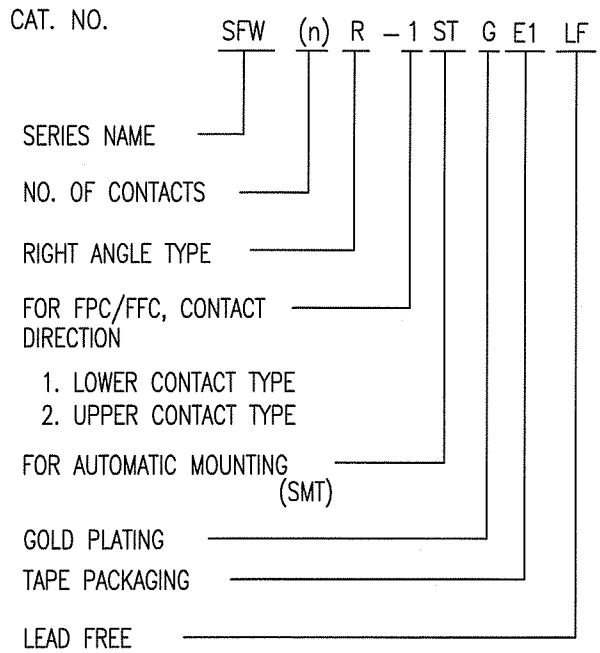 CAT. NO.
SFW (n) R - 1 ST G E1 LF
SERIES NAME
NO. OF CONTACTS
RIGHT ANGLE TYPE
FOR FPC/FFC, CONTACT
DIRECTION
1. LOWER CONTACT TYPE
2. UPPER CONTACT TYPE
FOR AUTOMATIC MOUNTING
(SMT)
GOLD PLATING
TAPE PACKAGING
LEAD FREE